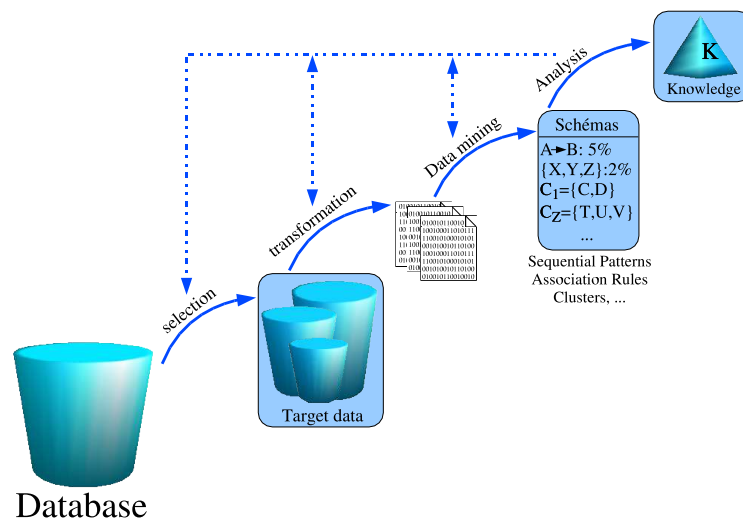 Database
selection
Target data
transformation
Data mining
Schémas
A→B: 5%
{X,Y,Z}:2%
C1={C,D}
CZ={T,U,V}
...
Sequential Patterns
Association Rules
Clusters, ...
Analysis
K
Knowledge